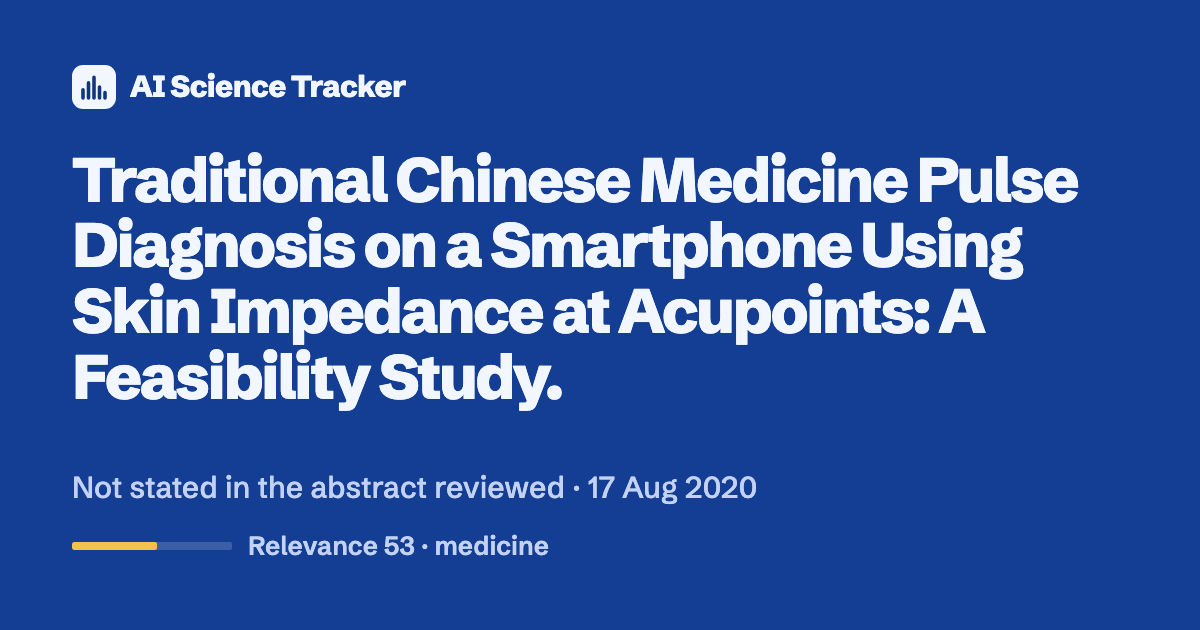 AI Science Tracker
Traditional Chinese Medicine Pulse
Diagnosis on a Smartphone Using
Skin Impedance at Acupoints: A
Feasibility Study.
Not stated in the abstract reviewed · 17 Aug 2020
Relevance 53 · medicine